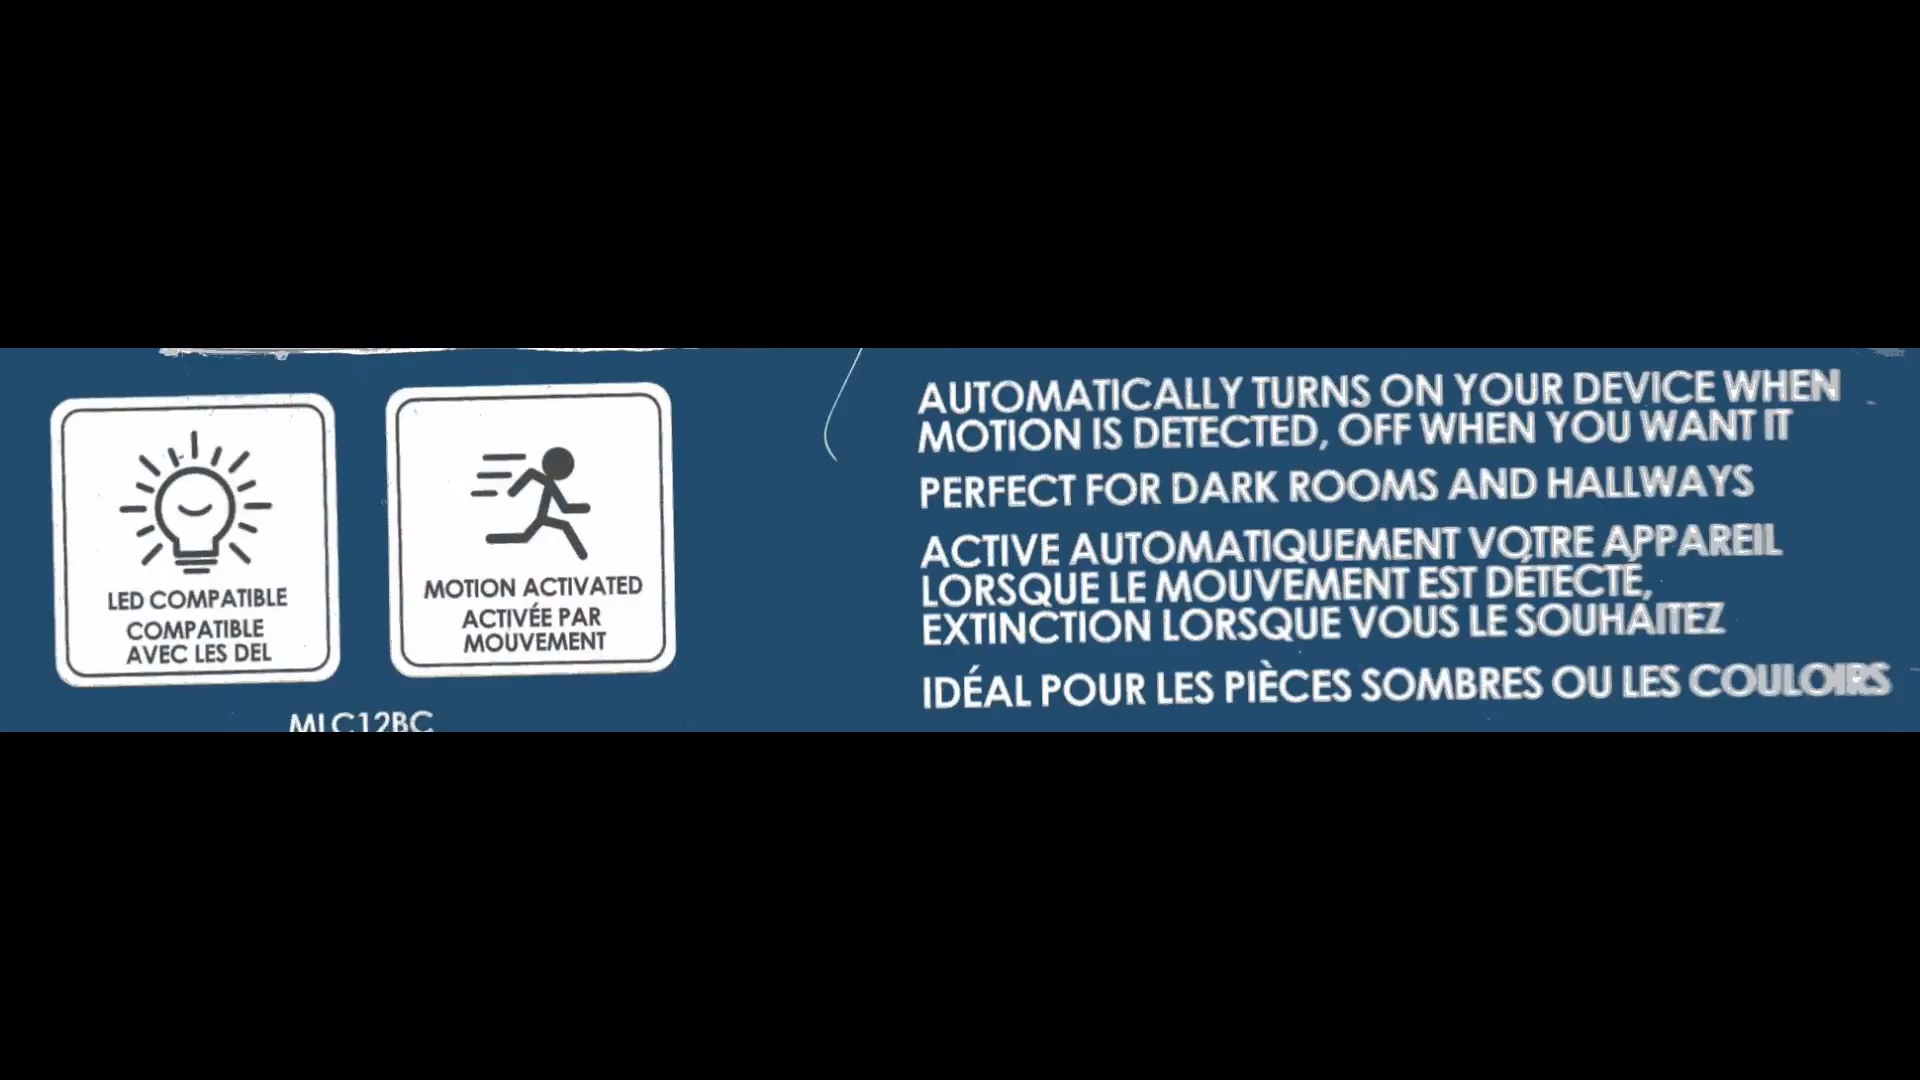 LED COMPATIBLE
COMPATIBLE
AVEC LES DEL
MOTION ACTIVATED
ACTIVÉE PAR
MOUVEMENT
MLC12BC
AUTOMATICALLY TURNS ON YOUR DEVICE WHEN
MOTION IS DETECTED, OFF WHEN YOU WANT IT
PERFECT FOR DARK ROOMS AND HALLWAYS
ACTIVE AUTOMATIQUEMENT VOTRE APPAREIL
LORSQUE LE MOUVEMENT EST DÉTECTÉ,
EXTINCTION LORSQUE VOUS LE SOUHAITEZ
IDÉAL POUR LES PIÈCES SOMBRES OU LES COULOIRS